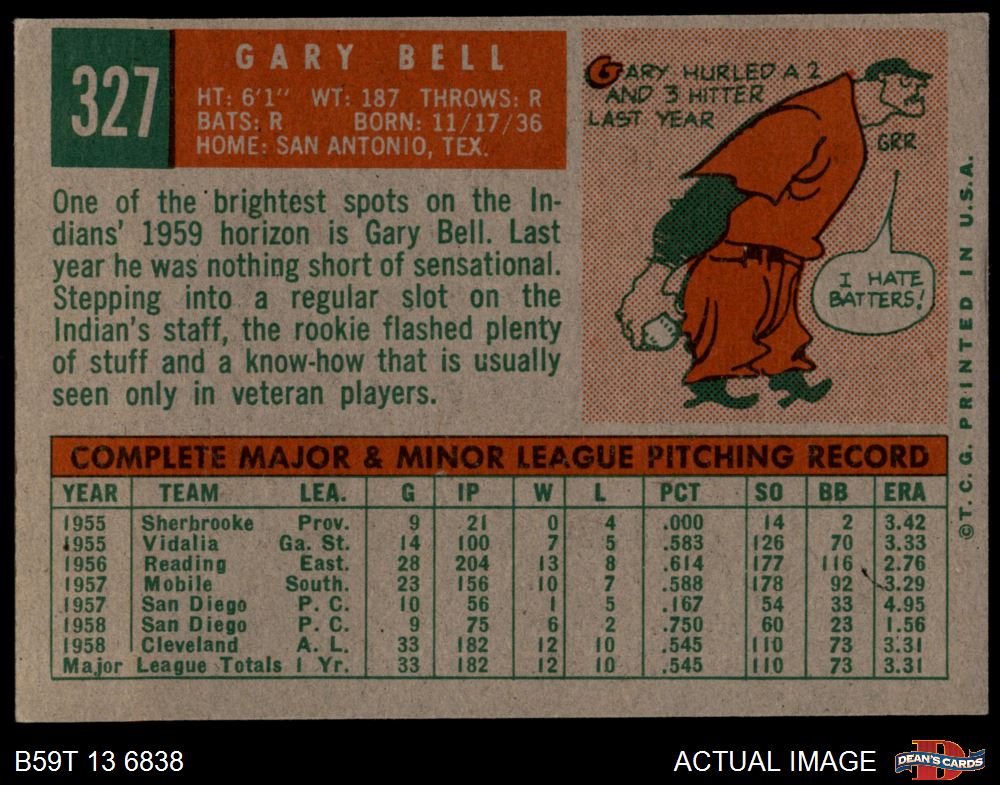 327
GARY BELL
HT: 6'1" WT: 187 THROWS: R
BATS: R BORN: 11/17/36
HOME: SAN ANTONIO, TEX.
GARY HURLED A 2
AND 3 HITTER
LAST YEAR
GRR
I HATE
BATTERS!
One of the brightest spots on the In-
dians' 1959 horizon is Gary Bell. Last
year he was nothing short of sensational.
Stepping into a regular slot on the
Indian's staff, the rookie flashed plenty
of stuff and a know-how that is usually
seen only in veteran players.
COMPLETE MAJOR & MINOR LEAGUE PITCHING RECORD
YEAR TEAM LEA. G IP W L PCT SO BB ERA
1955 Sherbrooke Prov. 9 21 0 4 .000 14 2 3.42
1955 Vidalia Ga. St. 14 100 7 5 .583 126 70 3.33
1956 Reading East. 28 204 13 8 .614 177 116 2.76
1957 Mobile South. 23 156 10 7 .588 178 92 3.29
1957 San Diego P. C. 10 56 1 5 .167 54 33 4.95
1958 San Diego P. C. 9 75 6 2 .750 60 23 1.56
1958 Cleveland A. L. 33 182 12 10 .545 110 73 3.31
Major League Totals 1 Yr. 33 182 12 10 .545 110 73 3.31
©T. C. G. PRINTED IN U.S.A.
B59T 13 6838
ACTUAL IMAGE
D
DEAN'S CARDS